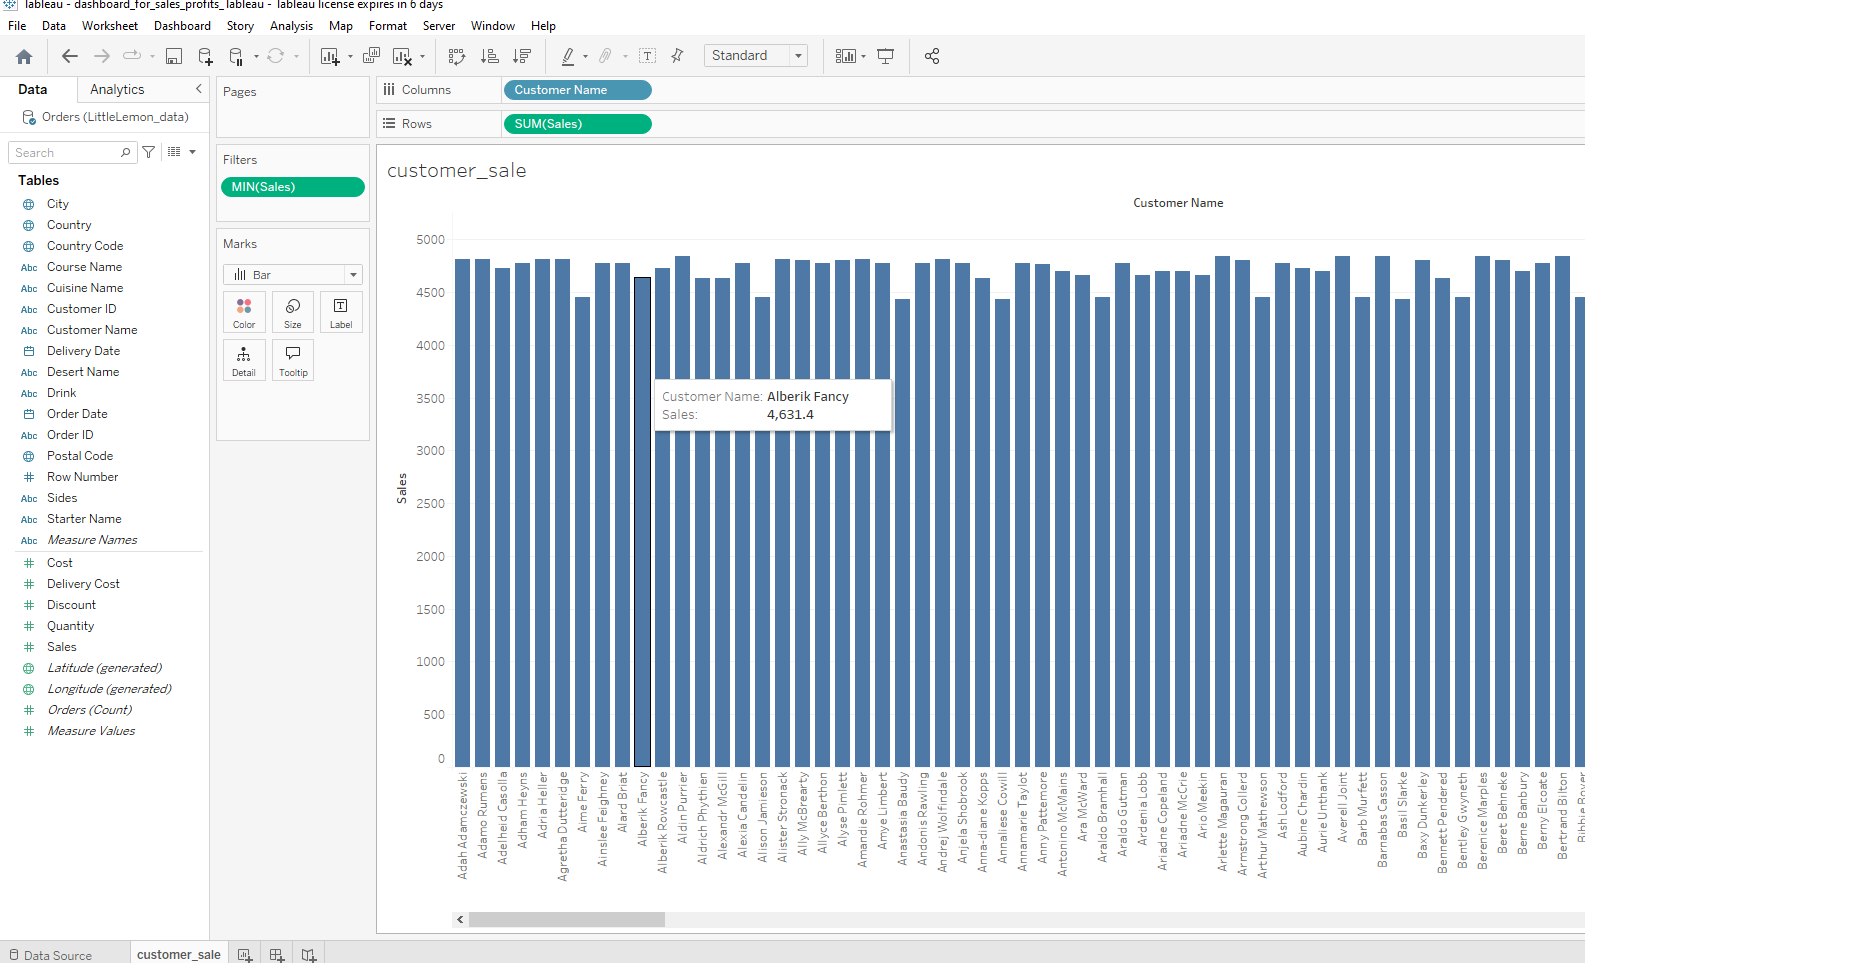 Tableau - dashboard_for_sales_profits_Tableau - Tableau license expires in 6 days
File Data Worksheet Dashboard Story Analysis Map Format Server Window Help
Standard
Data Analytics
Orders (LittleLemon_data)
Search
Tables
City
Country
Country Code
Course Name
Cuisine Name
Customer ID
Customer Name
Delivery Date
Desert Name
Drink
Order Date
Order ID
Postal Code
Row Number
Sides
Starter Name
Measure Names
Cost
Delivery Cost
Discount
Quantity
Sales
Latitude (generated)
Longitude (generated)
Orders (Count)
Measure Values
Pages
Filters
MIN(Sales)
Marks
Bar
Color Size Label
Detail Tooltip
Columns Customer Name
Rows SUM(Sales)
customer_sale
Customer Name
5000
4500
4000
3500
3000
2500
2000
1500
1000
500
0
Sales
Customer Name: Alberik Fancy
Sales: 4,631.4
Adah Adamczewski
Adamo Rumens
Adelheid Casolla
Adham Heyns
Adria Heller
Agretha Dutteridge
Aime Ferry
Ainslee Feighney
Alard Briat
Alberik Fancy
Alberik Rowcastle
Aldin Purrier
Aldrich Phythien
Alexandr McGill
Alexia Candelin
Alison Jamieson
Alister Stronack
Ally McBrearty
Allyce Berthon
Allyse Pimlett
Amandie Rohmer
Amye Limbert
Anastasia Baudy
Andonis Rawling
Andrej Wolfindale
Anjela Shobrook
Anna-diane Kopps
Annaliese Cowill
Annamarie Taylot
Anny Pattemore
Antonino McMains
Ara McWard
Araldo Bramhall
Araldo Gutman
Ardenia Lobb
Ariadne Copeland
Ariadne McCrie
Ario Meekin
Arlette Magauran
Armstrong Collerd
Arthur Mathewson
Ash Lodford
Aubine Chardin
Aurie Unthank
Averell Joint
Barb Murfett
Barnabas Casson
Basil Slarke
Baxy Dunkerley
Bennett Pendered
Bentley Gwyneth
Berenice Marples
Beret Behneke
Berne Banbury
Berny Elcoate
Bertrand Bilton
Data Source customer_sale